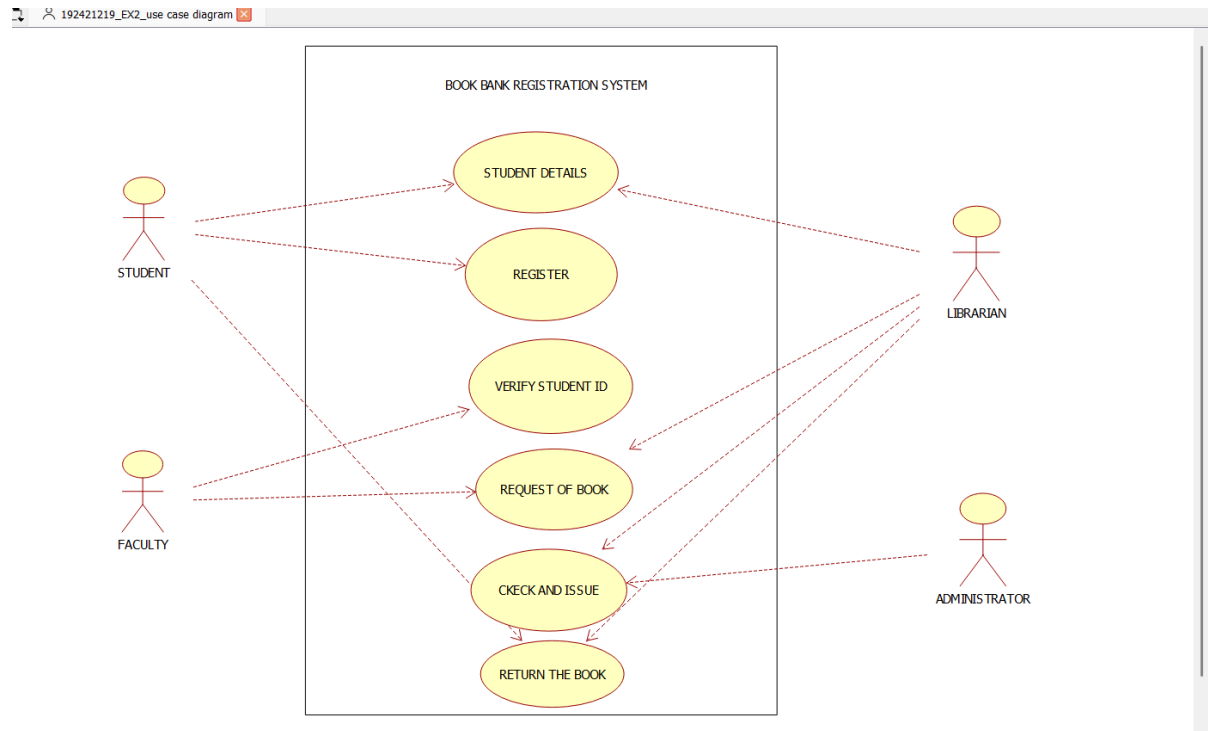 192421219_EX2_use case diagram
BOOK BANK REGISTRATION SYSTEM
STUDENT DETAILS
STUDENT
REGISTER
LIBRARIAN
VERIFY STUDENT ID
REQUEST OF BOOK
FACULTY
CKECK AND ISSUE
ADMINISTRATOR
RETURN THE BOOK